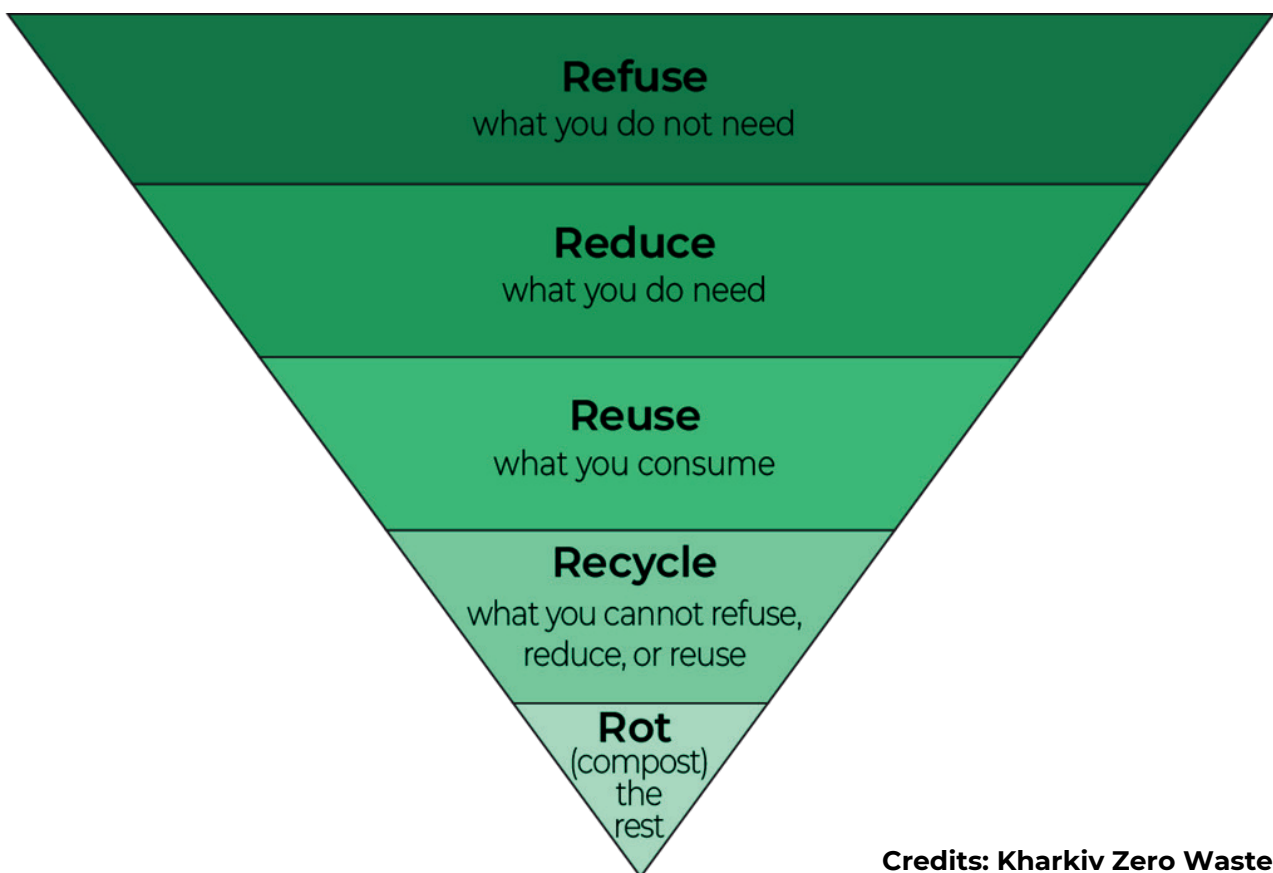 Refuse
what you do not need
Reduce
what you do need
Reuse
what you consume
Recycle
what you cannot refuse,
reduce, or reuse
Rot
(compost)
the
rest
Credits: Kharkiv Zero Waste